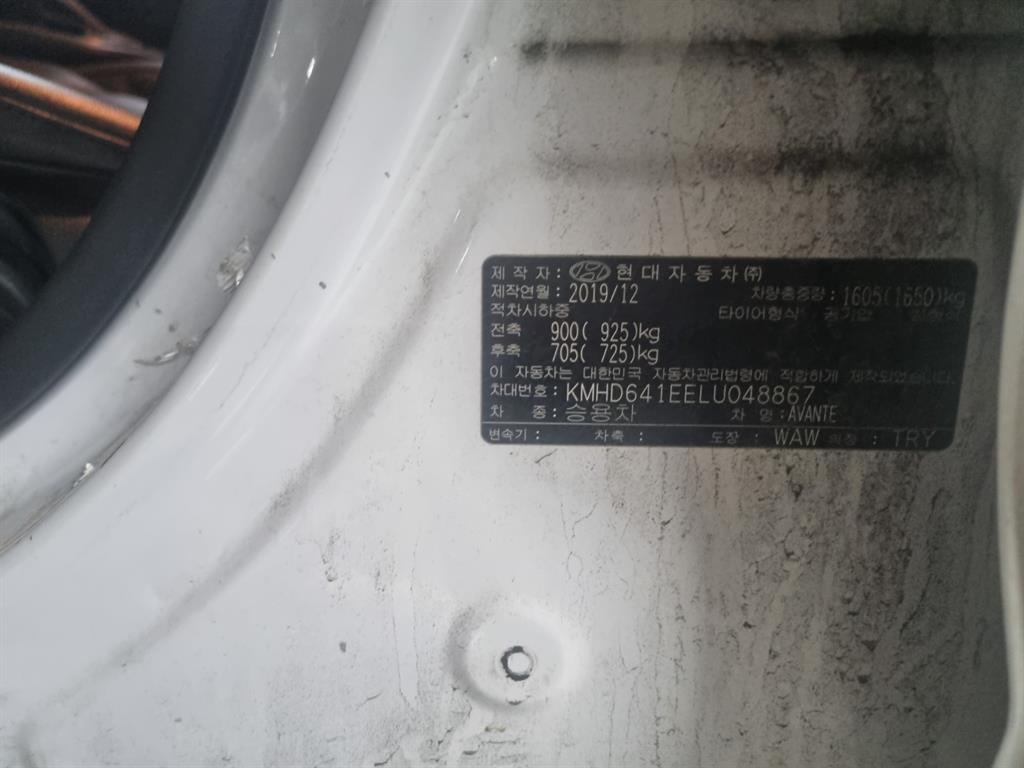 제 작 자 : 현대자동차(주)
제작연월 : 2019/12 차량총중량 : 1605(1650)kg
적차시하중 타이어형식
전축 900( 925)kg
후축 705( 725)kg
이 자동차는 대한민국 자동차관리법령에 적합하게 제작되었습니다.
차대번호 : KMHD641EELU048867
차 종 : 승용차 차 명 : AVANTE
변속기 : 차축 : 도장 : WAW 의장 : TRY